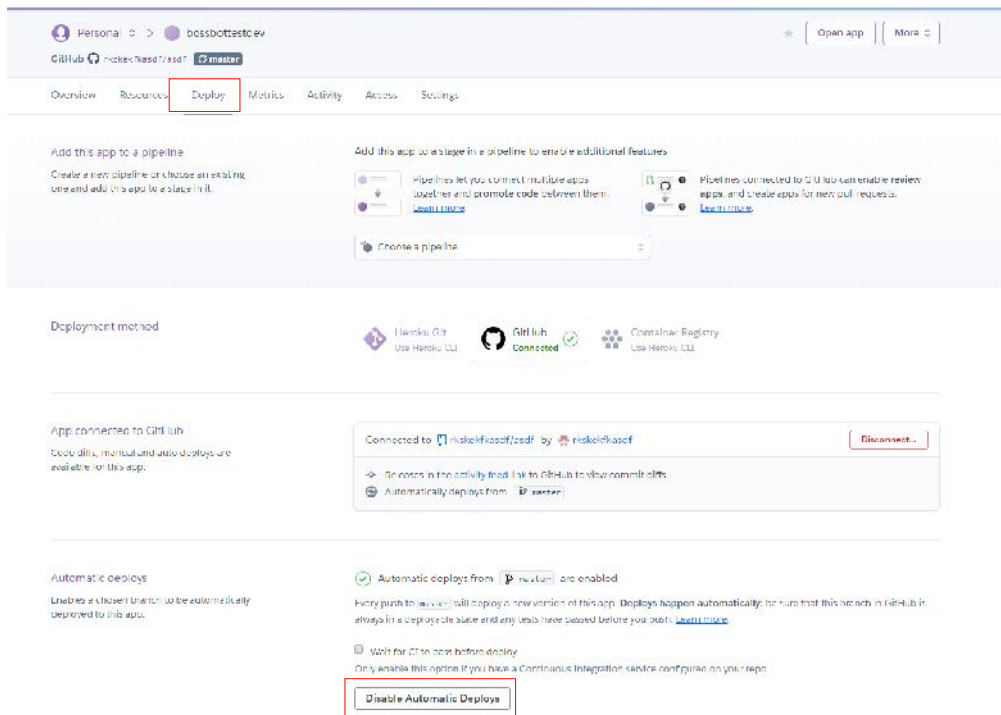 Personal
bossbottestdev
Open app
More
GitHub
master
Overview Resources Deploy Metrics Activity Access Settings
Add this app to a pipeline
Create a new pipeline or choose an existing
one and add this app to a stage in it.
Add this app to a stage in a pipeline to enable additional features
Pipelines let you connect multiple apps
together and promote code between them.
Learn more.
Pipelines connected to GitHub can enable review
apps, and create apps for new pull requests.
Learn more.
Choose a pipeline
Deployment method
Heroku Git
Use Heroku CLI
GitHub
Connected
Container Registry
Use Heroku CLI
App connected to GitHub
Code diffs, manual and auto deploys are
available for this app.
Connected to rkskekfkasdf/asdf by rkskekfkasdf
Disconnect...
Releases in the activity feed link to GitHub to view commit diffs
Automatically deploys from master
Automatic deploys
Enables a chosen branch to be automatically
deployed to this app.
Automatic deploys from master are enabled
Every push to master will deploy a new version of this app. Deploys happen automatically: be sure that this branch in GitHub is
always in a deployable state and any tests have passed before you push. Learn more.
Wait for CI to pass before deploy
Only enable this option if you have a Continuous Integration service configured on your repo.
Disable Automatic Deploys